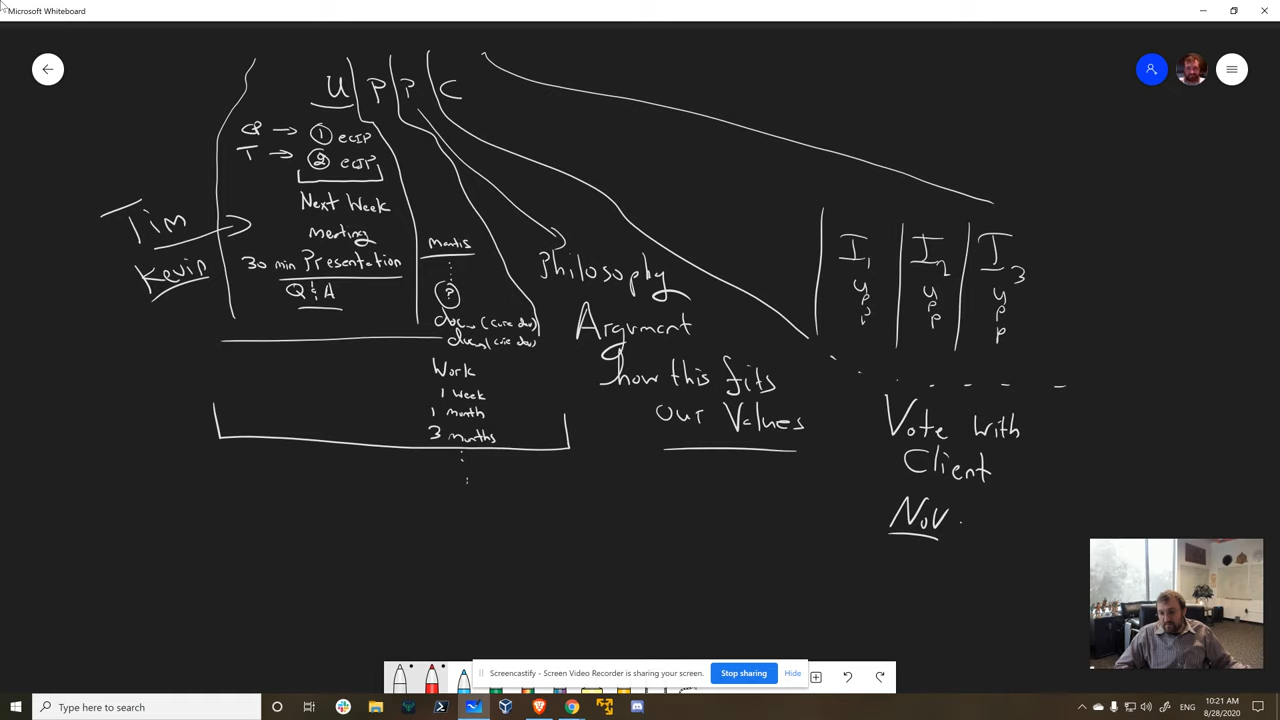 Microsoft Whiteboard
U P P C
① ECIP
T → ② ECIP
Next Week
Meeting
30 min Presentation
Q & A
Tim
Kevin
?
Work
1 week
1 month
3 months
Philosophy
Argument
how this fits
our Values
I1 I2 I3
U U U
P P P
P P P
Vote with
Client
Nov.
Screencastify - Screen Video Recorder is sharing your screen.
Stop sharing
Hide
Type here to search
ENG
10:21 AM
8/28/2020